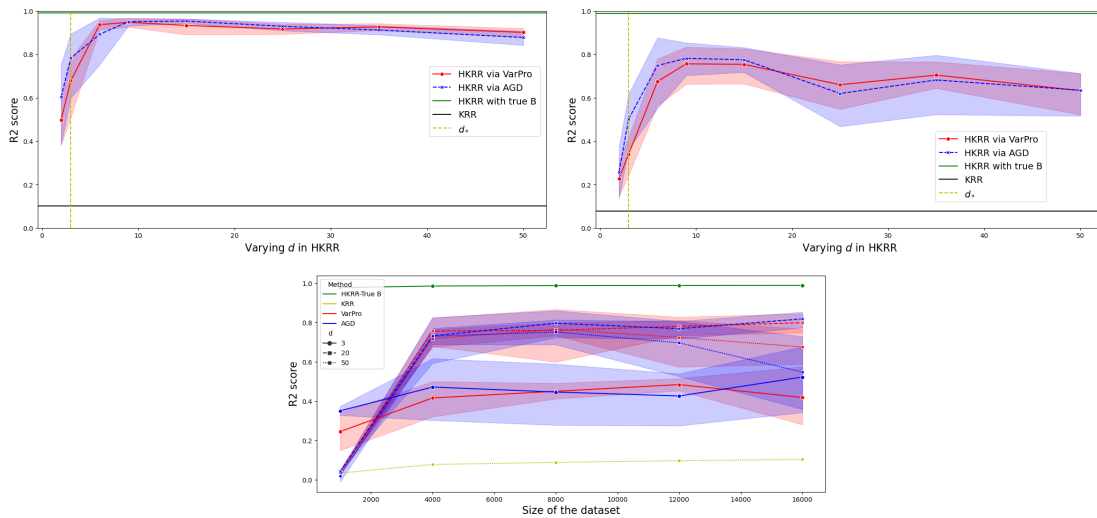 1.0
0.8
0.6
0.4
0.2
0.0
R2 score
HKRR via VarPro
HKRR via AGD
HKRR with true B
KRR
d*
0
10
20
30
40
50
Varying d in HKRR
1.0
0.8
0.6
0.4
0.2
0.0
R2 score
HKRR via VarPro
HKRR via AGD
HKRR with true B
KRR
d*
0
10
20
30
40
50
Varying d in HKRR
1.0
0.8
0.6
0.4
0.2
0.0
R2 score
Method
HKRR-True B
KRR
VarPro
AGD
d
3
20
50
2000
4000
6000
8000
10000
12000
14000
16000
Size of the dataset